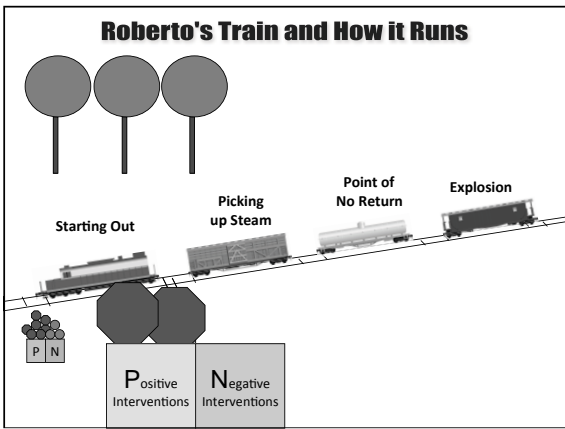 Roberto's Train and How it Runs
Starting Out
Picking
up Steam
Point of
No Return
Explosion
P N
Positive
Interventions
Negative
Interventions